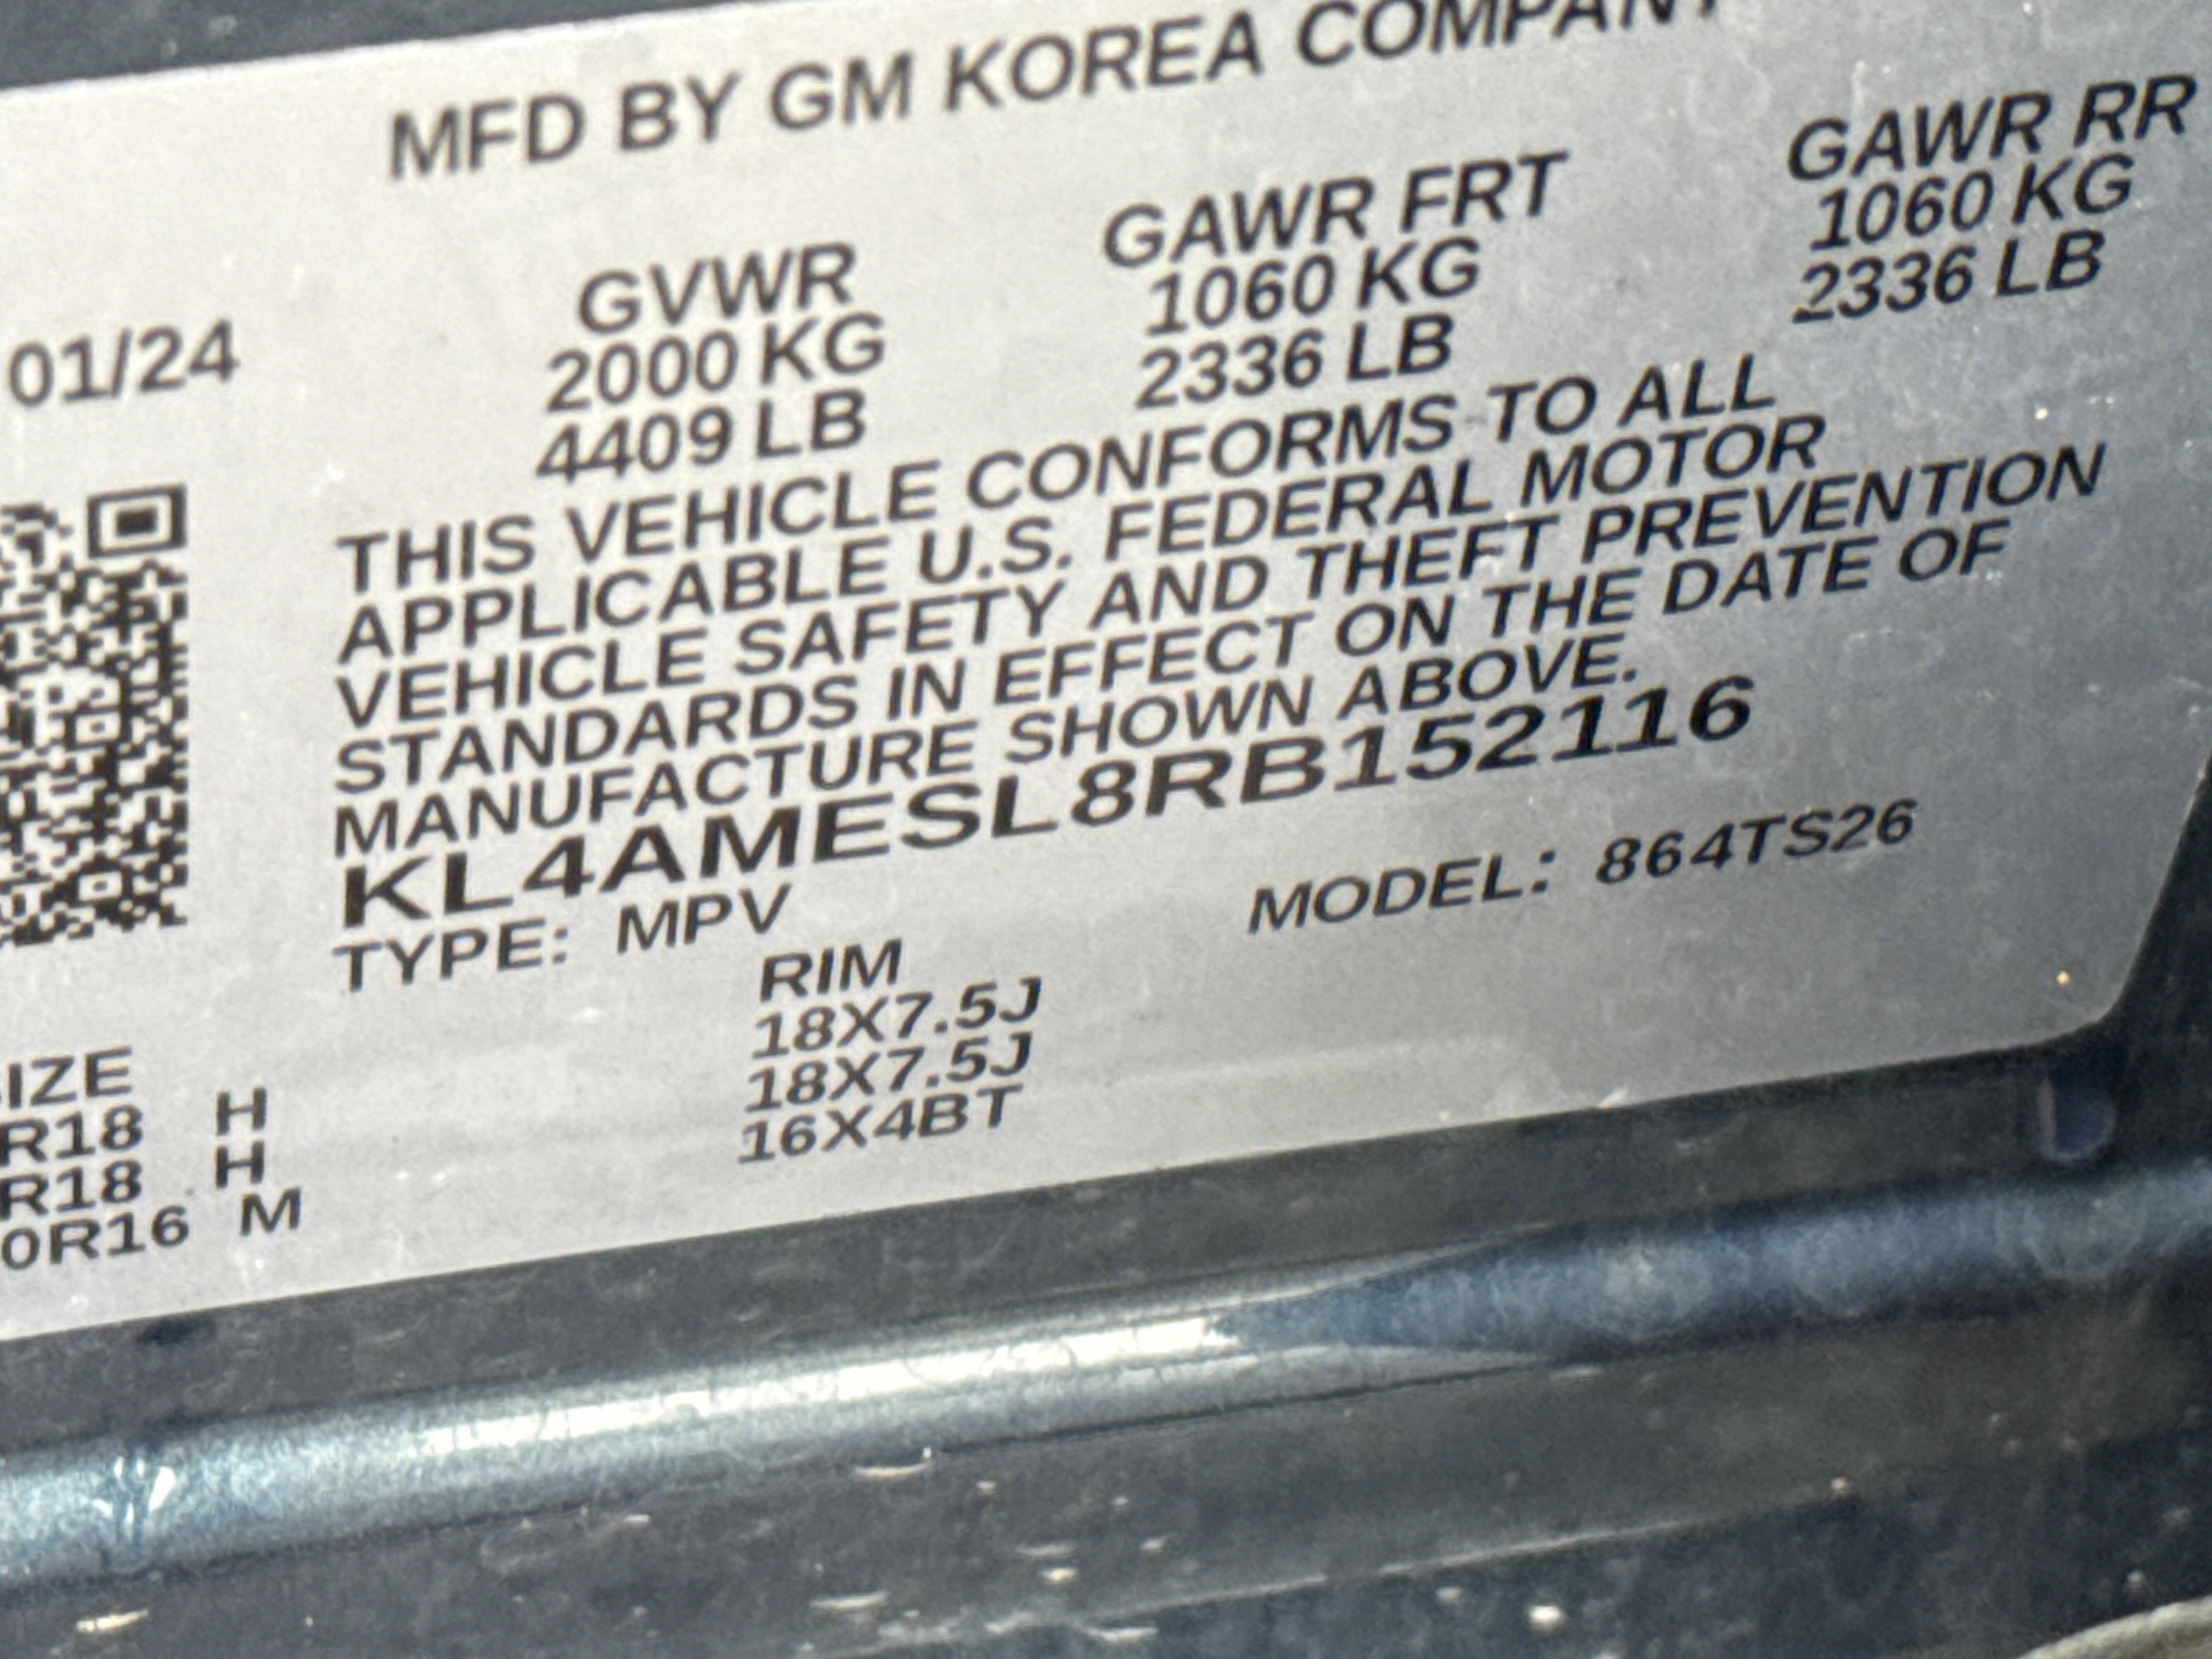 MFD BY GM KOREA COMPANY
01/24
GVWR GAWR FRT GAWR RR
2000 KG 1060 KG 1060 KG
4409 LB 2336 LB 2336 LB
THIS VEHICLE CONFORMS TO ALL
APPLICABLE U.S. FEDERAL MOTOR
VEHICLE SAFETY AND THEFT PREVENTION
STANDARDS IN EFFECT ON THE DATE OF
MANUFACTURE SHOWN ABOVE.
KL4AMESL8RB152116
TYPE: MPV MODEL: 864TS26
IZE RIM
R18 H 18X7.5J
R18 H 18X7.5J
0R16 M 16X4BT